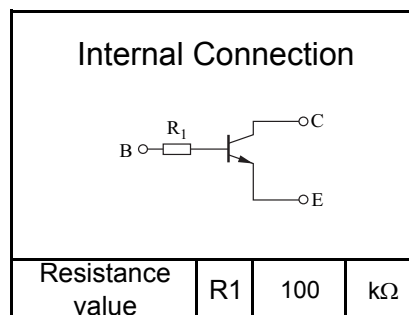 Internal Connection
C
R1
B
E
Resistance value R1 100 kΩ